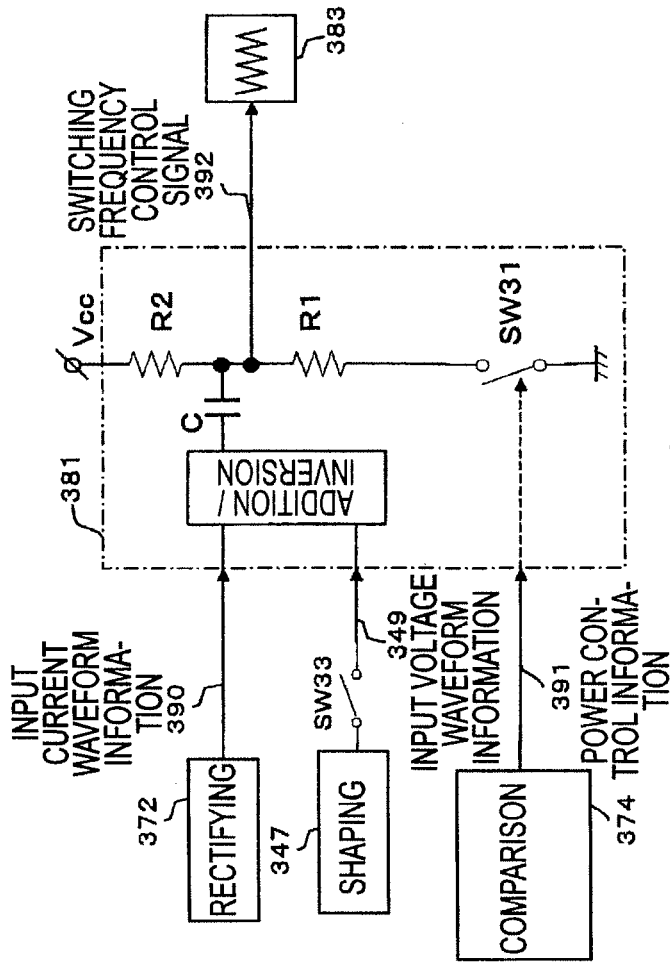 INPUT
CURRENT
WAVEFORM
INFORMA-
TION
390
372
RECTIFYING
347
SHAPING
SW33
349
INPUT VOLTAGE
WAVEFORM
INFORMATION
COMPARISON
374
391
POWER CON-
TROL INFORMA-
TION
381
ADDITION/
INVERSION
C
Vcc
R2
R1
SW31
SWITCHING
FREQUENCY
CONTROL
SIGNAL
392
383